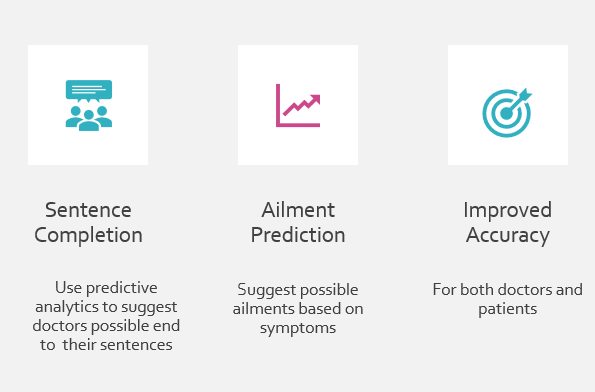 Sentence
Completion
Use predictive
analytics to suggest
doctors possible end
to  their sentences
Ailment
Prediction
Suggest possible
ailments based on
symptoms
Improved
Accuracy
For both doctors and
patients